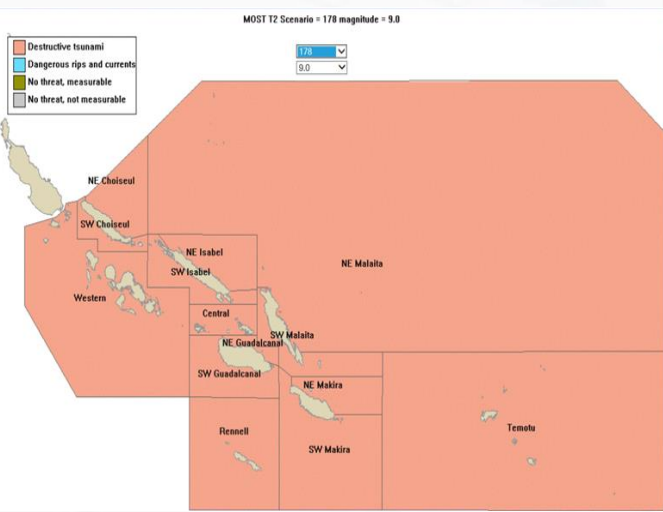 MOST T2 Scenario = 178 magnitude = 9.0
178
9.0
Destructive tsunami
Dangerous rips and currents
No threat, measurable
No threat, not measurable
NE Choiseul
SW Choiseul
NE Isabel
SW Isabel
NE Malaita
Western
Central
SW Malaita
NE Guadalcanal
SW Guadalcanal
NE Makira
Rennell
SW Makira
Temotu